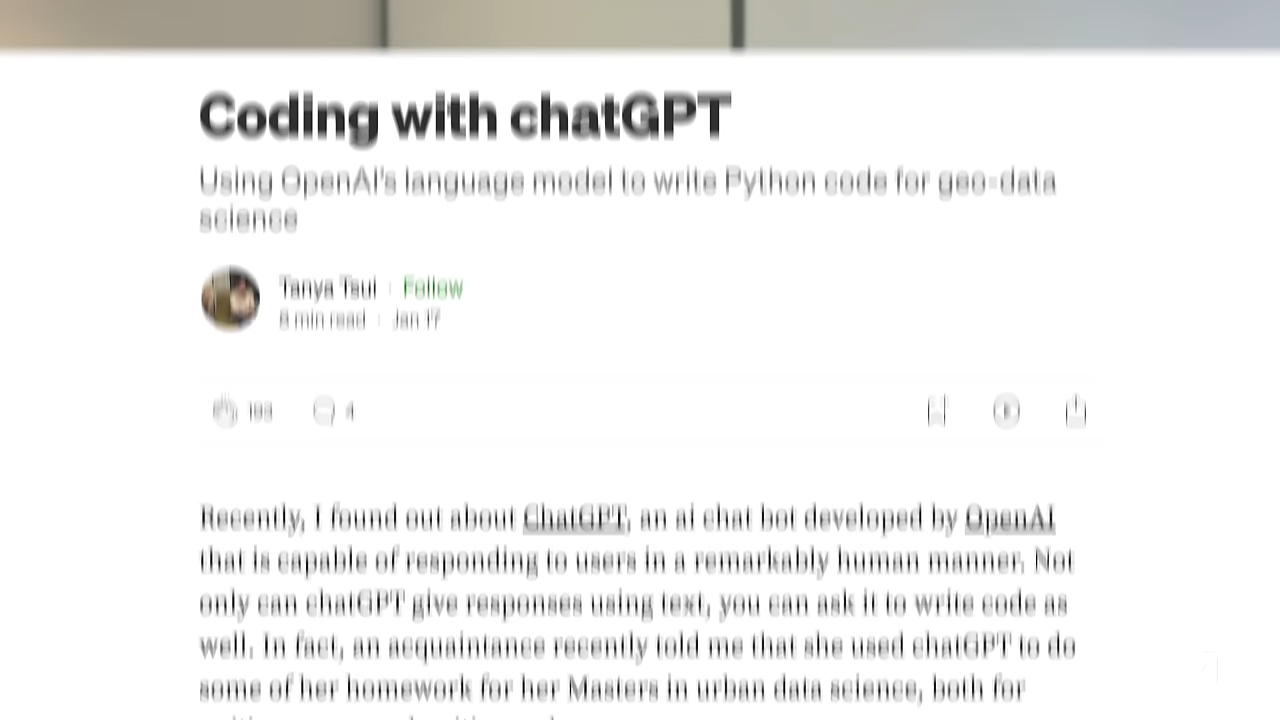 Coding with chatGPT
Using OpenAI's language model to write Python code for geo-data
science
Tanya Tsui · Follow
8 min read · Jan 17
193 4
Recently, I found out about ChatGPT, an ai chat bot developed by OpenAI
that is capable of responding to users in a remarkably human manner. Not
only can chatGPT give responses using text, you can ask it to write code as
well. In fact, an acquaintance recently told me that she used chatGPT to do
some of her homework for her Masters in urban data science, both for